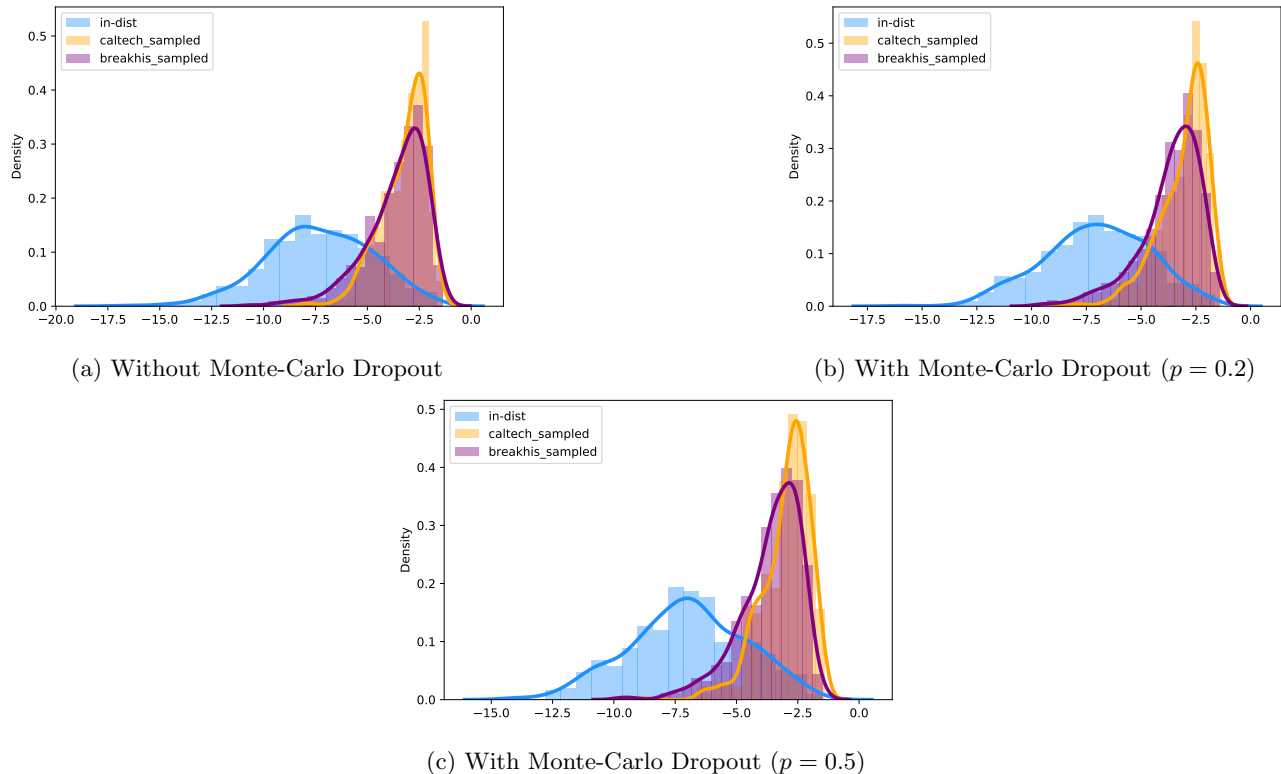 in-dist
caltech_sampled
breakhis_sampled
Density
0.5
0.4
0.3
0.2
0.1
0.0
−20.0 −17.5 −15.0 −12.5 −10.0 −7.5 −5.0 −2.5 0.0
(a) Without Monte-Carlo Dropout
in-dist
caltech_sampled
breakhis_sampled
Density
0.5
0.4
0.3
0.2
0.1
0.0
−17.5 −15.0 −12.5 −10.0 −7.5 −5.0 −2.5 0.0
(b) With Monte-Carlo Dropout (p = 0.2)
in-dist
caltech_sampled
breakhis_sampled
Density
0.5
0.4
0.3
0.2
0.1
0.0
−15.0 −12.5 −10.0 −7.5 −5.0 −2.5 0.0
(c) With Monte-Carlo Dropout (p = 0.5)